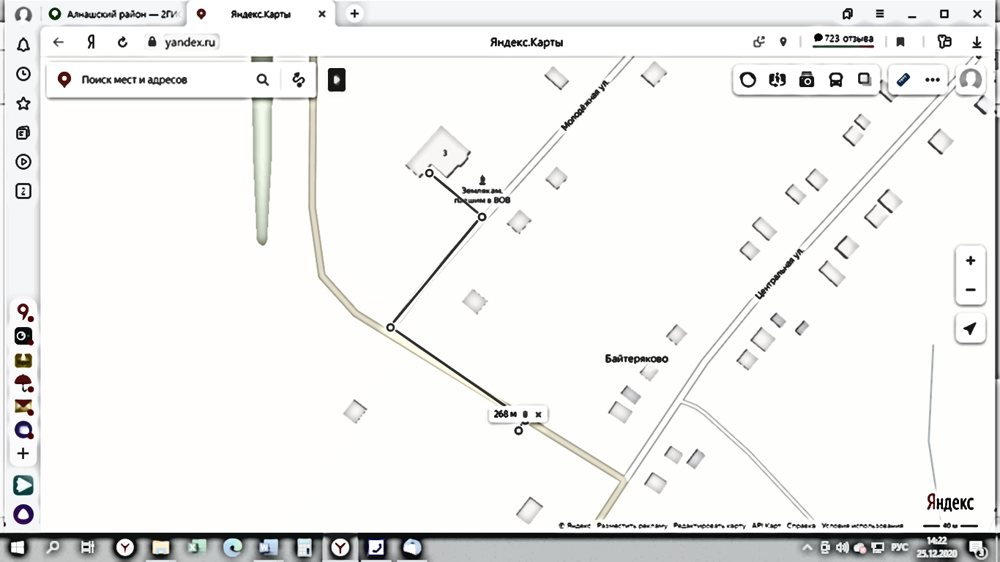 Алнашский район — 2ГИС
Яндекс.Карты
yandex.ru
Яндекс.Карты
723 отзыва
Поиск мест и адресов
Молодёжная ул.
3
Землякам,
павшим в ВОВ
Центральная ул.
Байтеряково
268 м
Яндекс
© Яндекс Разместить рекламу Редактировать карту API Карт Справка Условия использования
40 м
2
РУС
14:22
25.12.2020
3